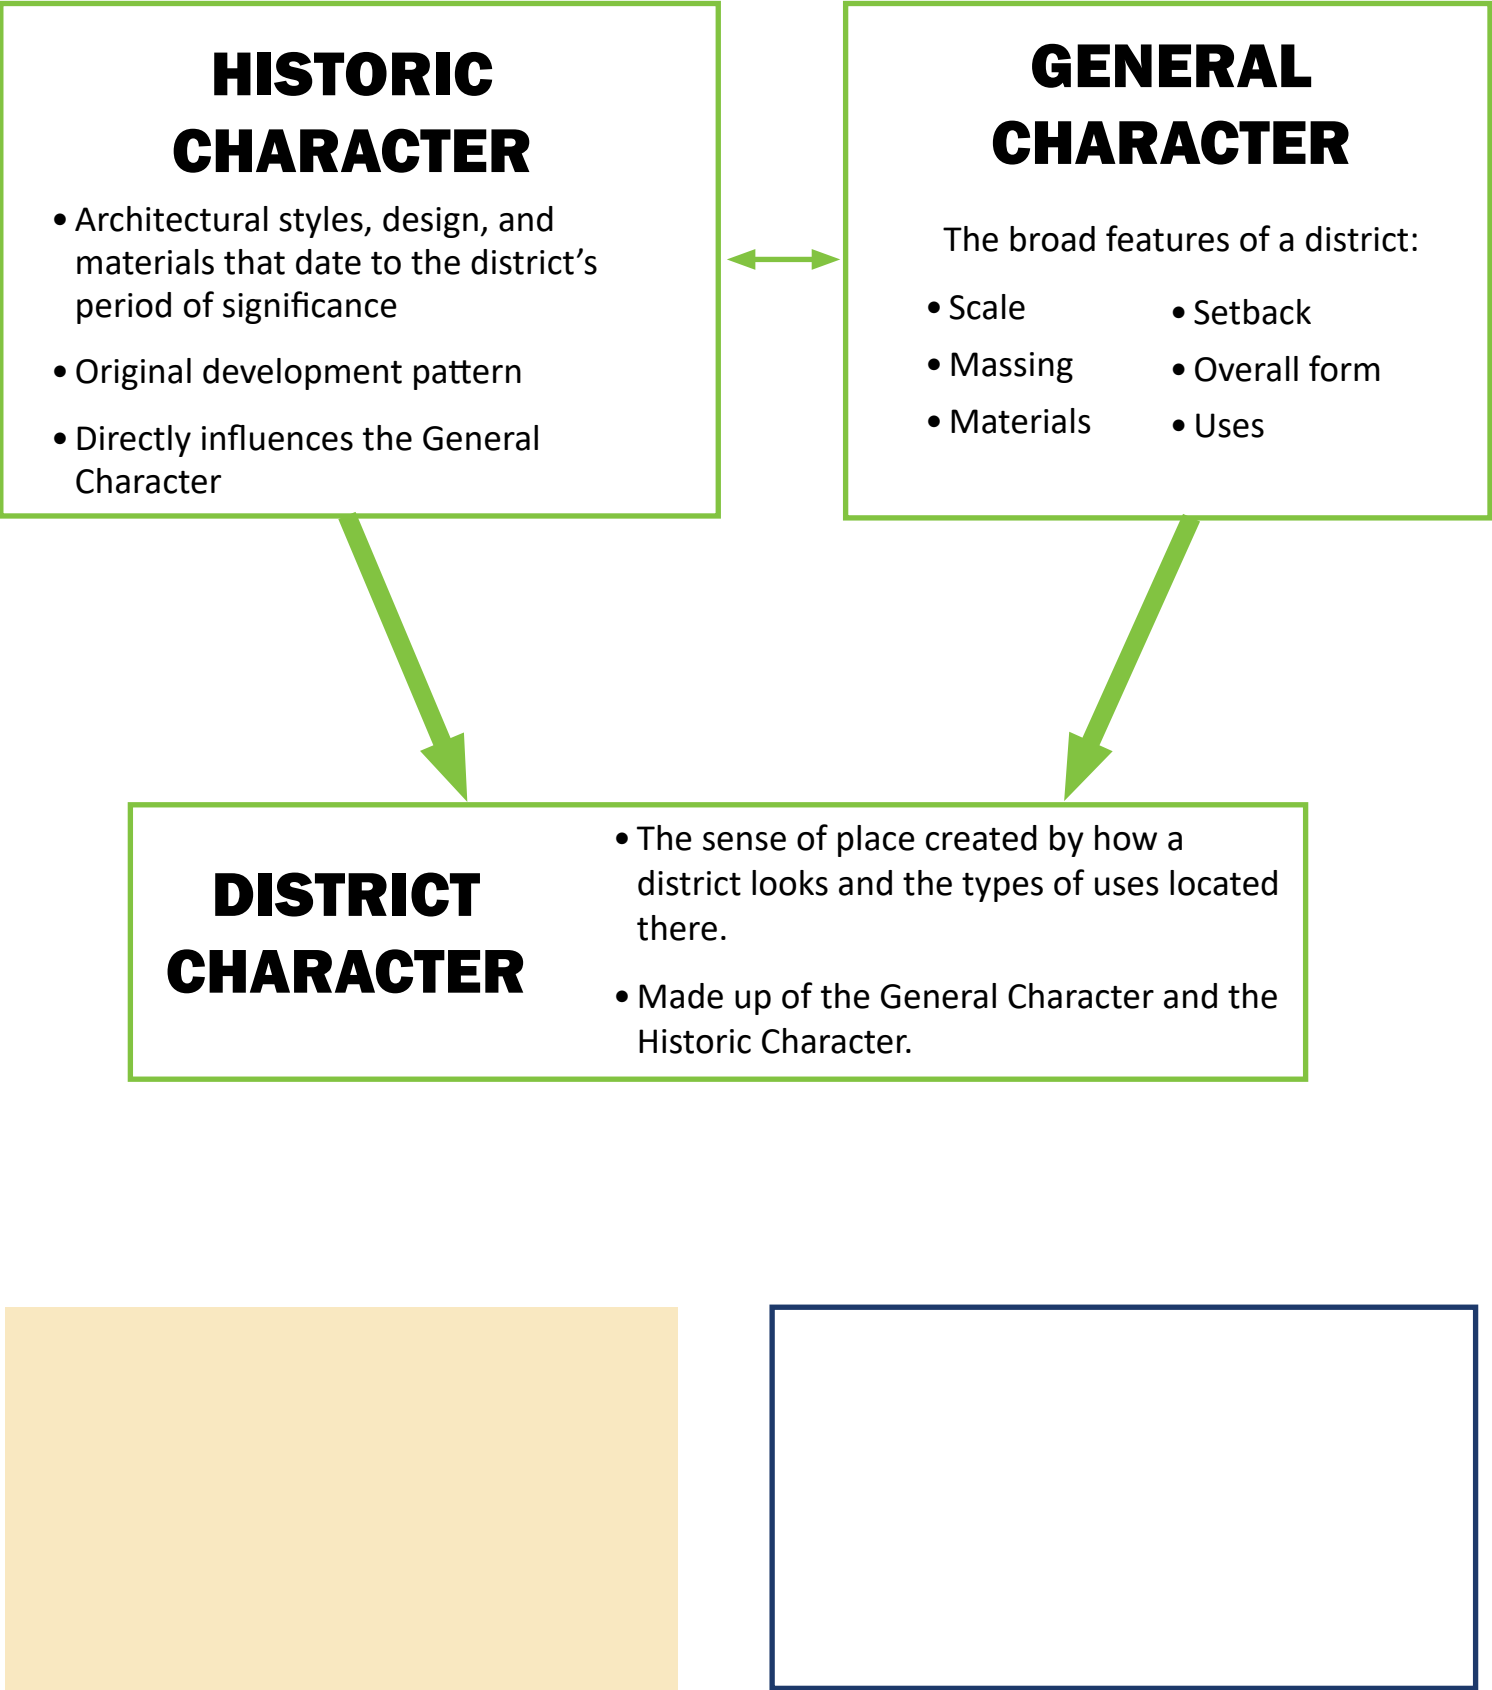 HISTORIC
CHARACTER
• Architectural styles, design, and
materials that date to the district’s
period of significance
• Original development pattern
• Directly influences the General
Character
GENERAL
CHARACTER
The broad features of a district:
• Scale
• Massing
• Materials
• Setback
• Overall form
• Uses
DISTRICT
CHARACTER
• The sense of place created by how a
district looks and the types of uses located
there.
• Made up of the General Character and the
Historic Character.